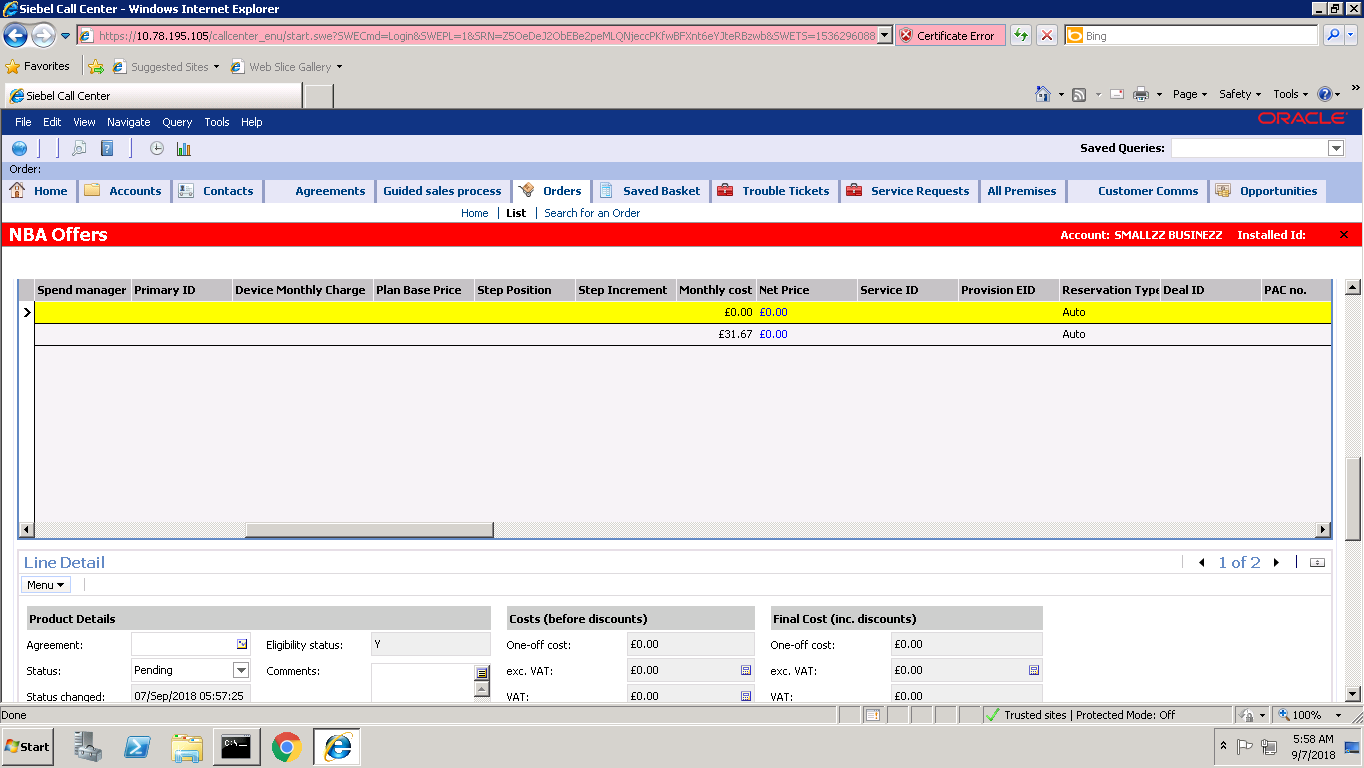 Siebel Call Center - Windows Internet Explorer
https://10.78.195.105/callcenter_enu/start.swe?SWECmd=Login&SWEPL=1&SRN=Z5OeDeJ2ObEBe2peMLQNjeccPKfwBFXnt6eYJteRBzwb&SWETS=1536296088 Certificate Error Bing
Favorites Suggested Sites Web Slice Gallery
Siebel Call Center Page Safety Tools »
File Edit View Navigate Query Tools Help ORACLE
Saved Queries:
Order:
Home Accounts Contacts Agreements Guided sales process Orders Saved Basket Trouble Tickets Service Requests All Premises Customer Comms Opportunities
Home List Search for an Order
NBA Offers Account: SMALLZZ BUSINEZZ Installed Id:
Spend manager Primary ID Device Monthly Charge Plan Base Price Step Position Step Increment Monthly cost Net Price Service ID Provision EID Reservation Type Deal ID PAC no.
£0.00 £0.00 Auto
£31.67 £0.00 Auto
Line Detail 1 of 2
Menu
Product Details Costs (before discounts) Final Cost (inc. discounts)
Agreement: Eligibility status: Y One-off cost: £0.00 One-off cost: £0.00
Status: Pending Comments: exc. VAT: £0.00 exc. VAT: £0.00
Status changed: 07/Sep/2018 05:57:25 VAT: £0.00 VAT: £0.00
Done Trusted sites | Protected Mode: Off 100%
Start C:\ 5:58 AM
9/7/2018